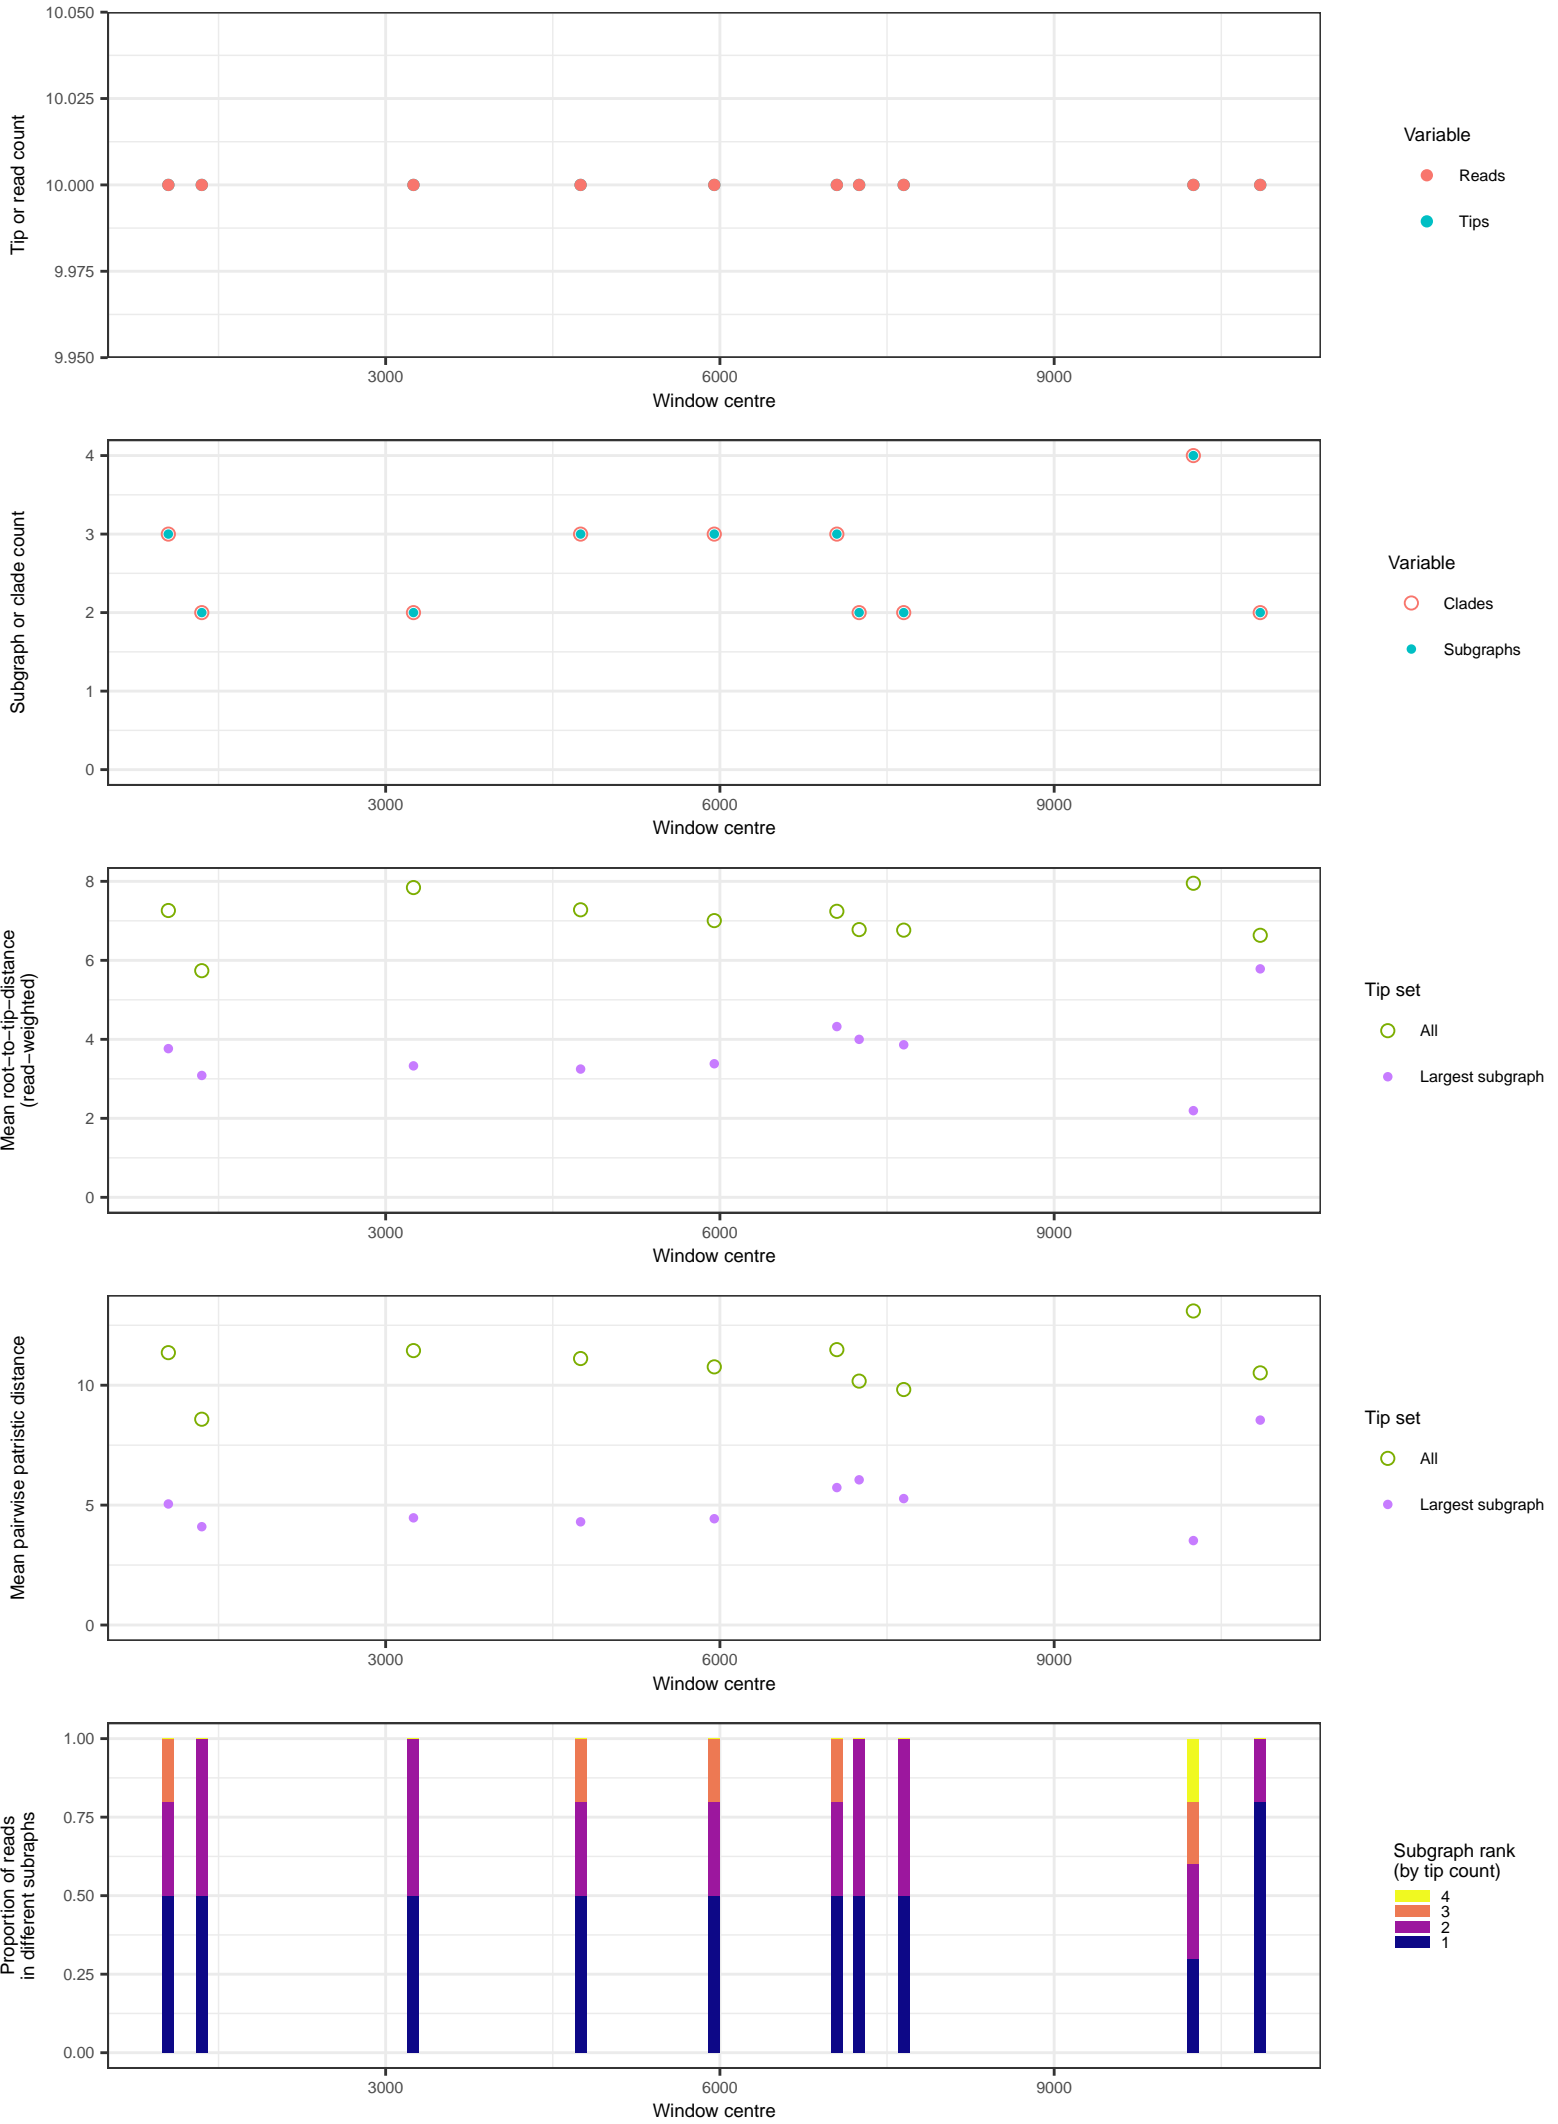 10.050
10.025
10.000
9.975
9.950
Tip or read count
3000
6000
9000
Window centre
Variable
Reads
Tips
4
3
2
1
0
Subgraph or clade count
3000
6000
9000
Window centre
Variable
Clades
Subgraphs
8
6
4
2
0
Mean root−to−tip−distance
(read−weighted)
3000
6000
9000
Window centre
Tip set
All
Largest subgraph
10
5
0
Mean pairwise patristic distance
3000
6000
9000
Window centre
Tip set
All
Largest subgraph
1.00
0.75
0.50
0.25
0.00
Proportion of reads
in different subraphs
3000
6000
9000
Window centre
Subgraph rank
(by tip count)
4
3
2
1